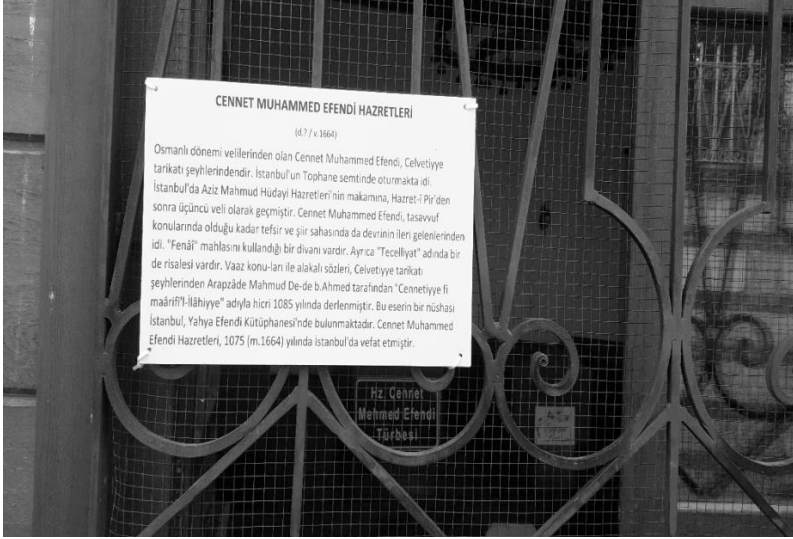 CENNET MUHAMMED EFENDİ HAZRETLERİ
(d.? / v.1664)
Osmanlı dönemi velilerinden olan Cennet Muhammed Efendi, Celvetiyye
tarikatı şeyhlerindendir. İstanbul'un Tophane semtinde oturmakta idi.
İstanbul'da Aziz Mahmud Hüdayi Hazretleri'nin makamına, Hazret-i Pir'den
sonra üçüncü veli olarak geçmiştir. Cennet Muhammed Efendi, tasavvuf
konularında olduğu kadar tefsir ve şiir sahasında da devrinin ileri gelenlerinden
idi. "Fenâî" mahlasını kullandığı bir divanı vardır. Ayrıca "Tecelliyat" adında bir
de risalesi vardır. Vaaz konu-ları ile alakalı sözleri, Celvetiyye tarikatı
şeyhlerinden Arapzâde Mahmud De-de b.Ahmed tarafından "Cennetiyye fi
maârifi'l-İlâhiyye" adıyla hicri 1085 yılında derlenmiştir. Bu eserin bir nüshası
İstanbul, Yahya Efendi Kütüphanesi'nde bulunmaktadır. Cennet Muhammed
Efendi Hazretleri, 1075 (m.1664) yılında istanbul'da vefat etmiştir.
Hz. Cennet
Mehmed Efendi
Türbesi